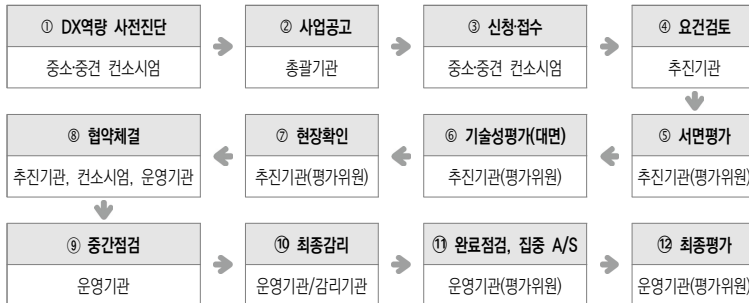 ① DX역량 사전진단
중소·중견 컨소시엄
② 사업공고
총괄기관
③ 신청·접수
중소·중견 컨소시엄
④ 요건검토
추진기관
⑤ 서면평가
추진기관(평가위원)
⑥ 기술성평가(대면)
추진기관(평가위원)
⑦ 현장확인
추진기관(평가위원)
⑧ 협약체결
추진기관, 컨소시엄, 운영기관
⑨ 중간점검
운영기관
⑩ 최종감리
운영기관/감리기관
⑪ 완료점검, 집중 A/S
운영기관(평가위원)
⑫ 최종평가
운영기관(평가위원)